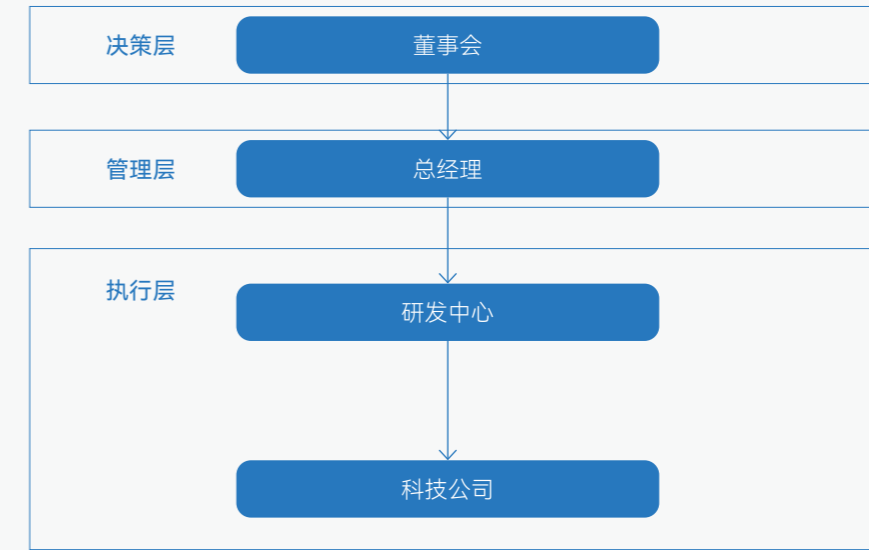 决策层
董事会
管理层
总经理
执行层
研发中心
科技公司